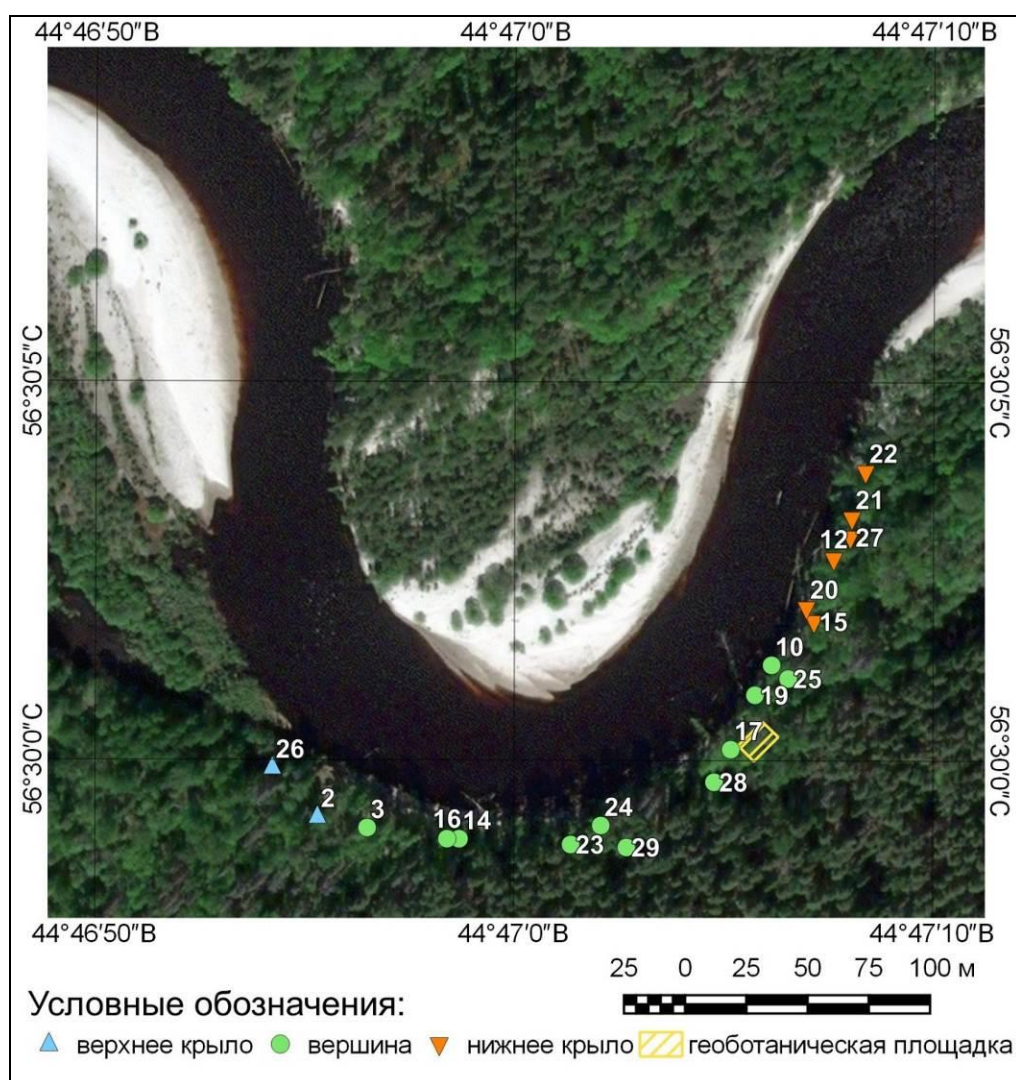 44°46'50"В 44°47'0"В 44°47'10"В
56°30'5"С 56°30'5"С
22
21
12 27
20
15
10
25
19
17
56°30'0"С 56°30'0"С
26
28
2
3
24
16 14
23 29
44°46'50"В 44°47'0"В 44°47'10"В
25 0 25 50 75 100 м
Условные обозначения:
верхнее крыло вершина нижнее крыло геоботаническая площадка